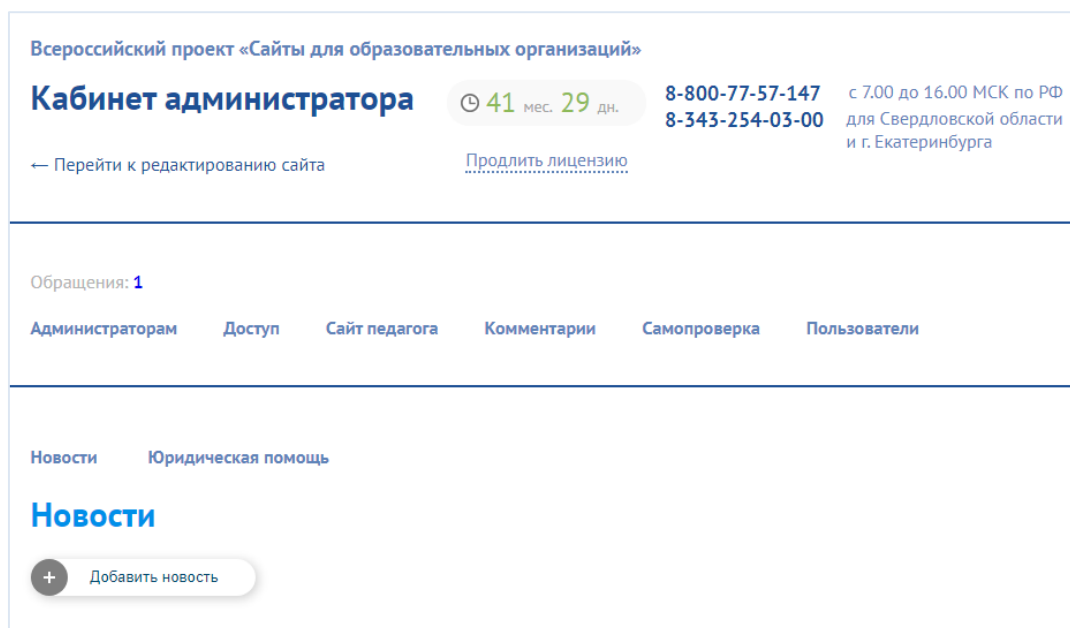 Всероссийский проект «Сайты для образовательных организаций»
Кабинет администратора
41 мес. 29 дн.
8-800-77-57-147 с 7.00 до 16.00 МСК по РФ
8-343-254-03-00 для Свердловской области
и г. Екатеринбурга
← Перейти к редактированию сайта
Продлить лицензию
Обращения: 1
Администраторам Доступ Сайт педагога Комментарии Самопроверка Пользователи
Новости Юридическая помощь
Новости
+ Добавить новость